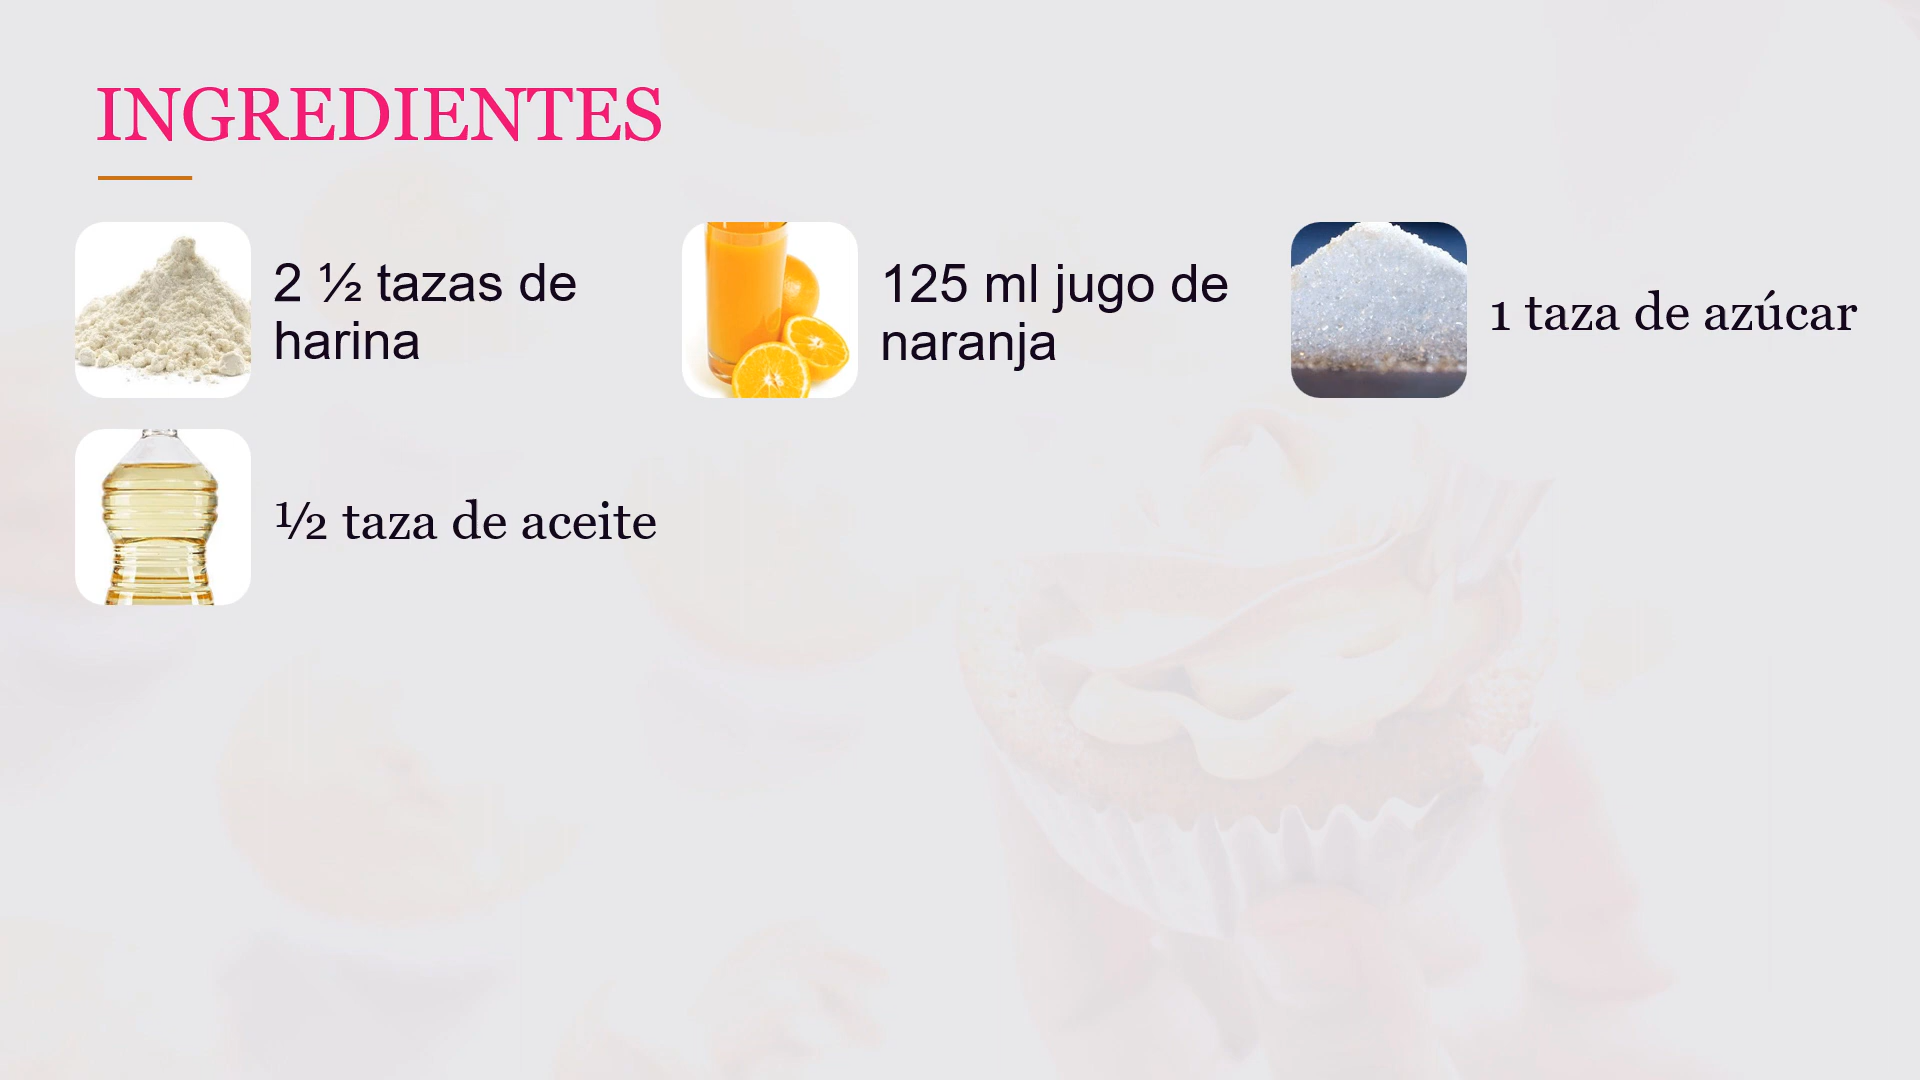 INGREDIENTES
2 ½ tazas de
harina
125 ml jugo de
naranja
1 taza de azúcar
½ taza de aceite